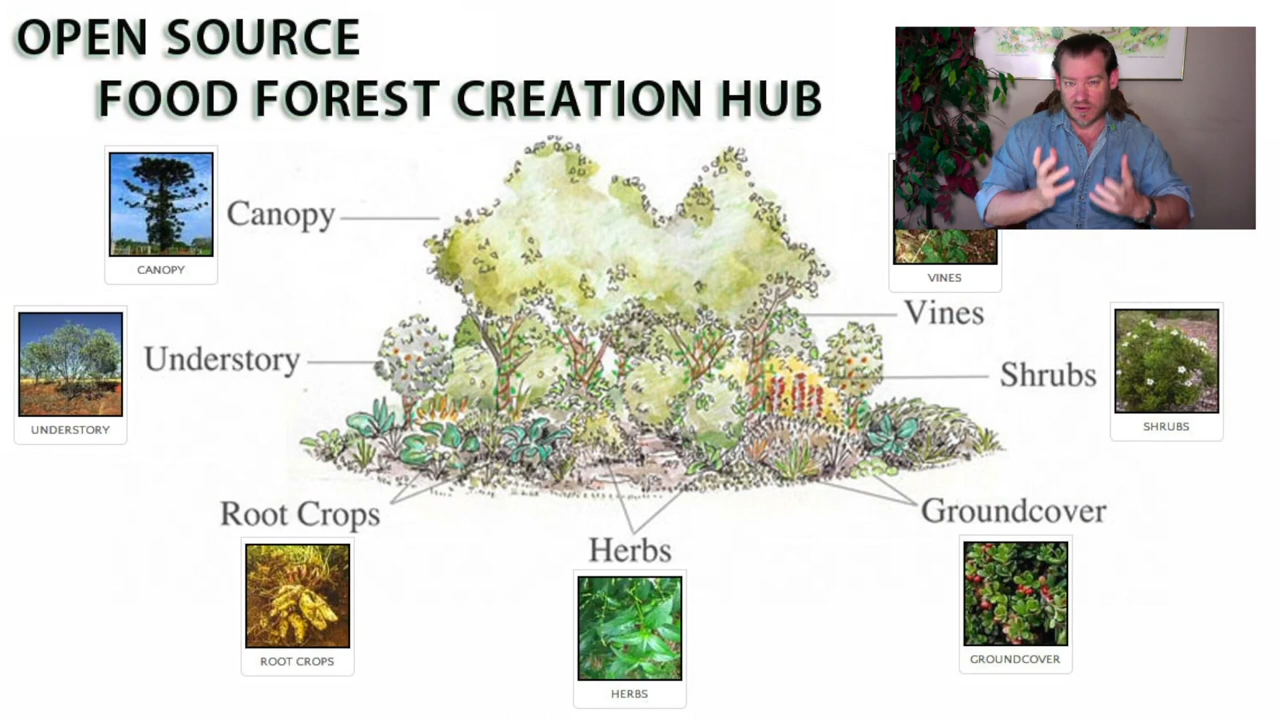 OPEN SOURCE
FOOD FOREST CREATION HUB
Canopy
CANOPY
VINES
Vines
Understory
UNDERSTORY
Shrubs
SHRUBS
Root Crops
ROOT CROPS
Herbs
HERBS
Groundcover
GROUNDCOVER